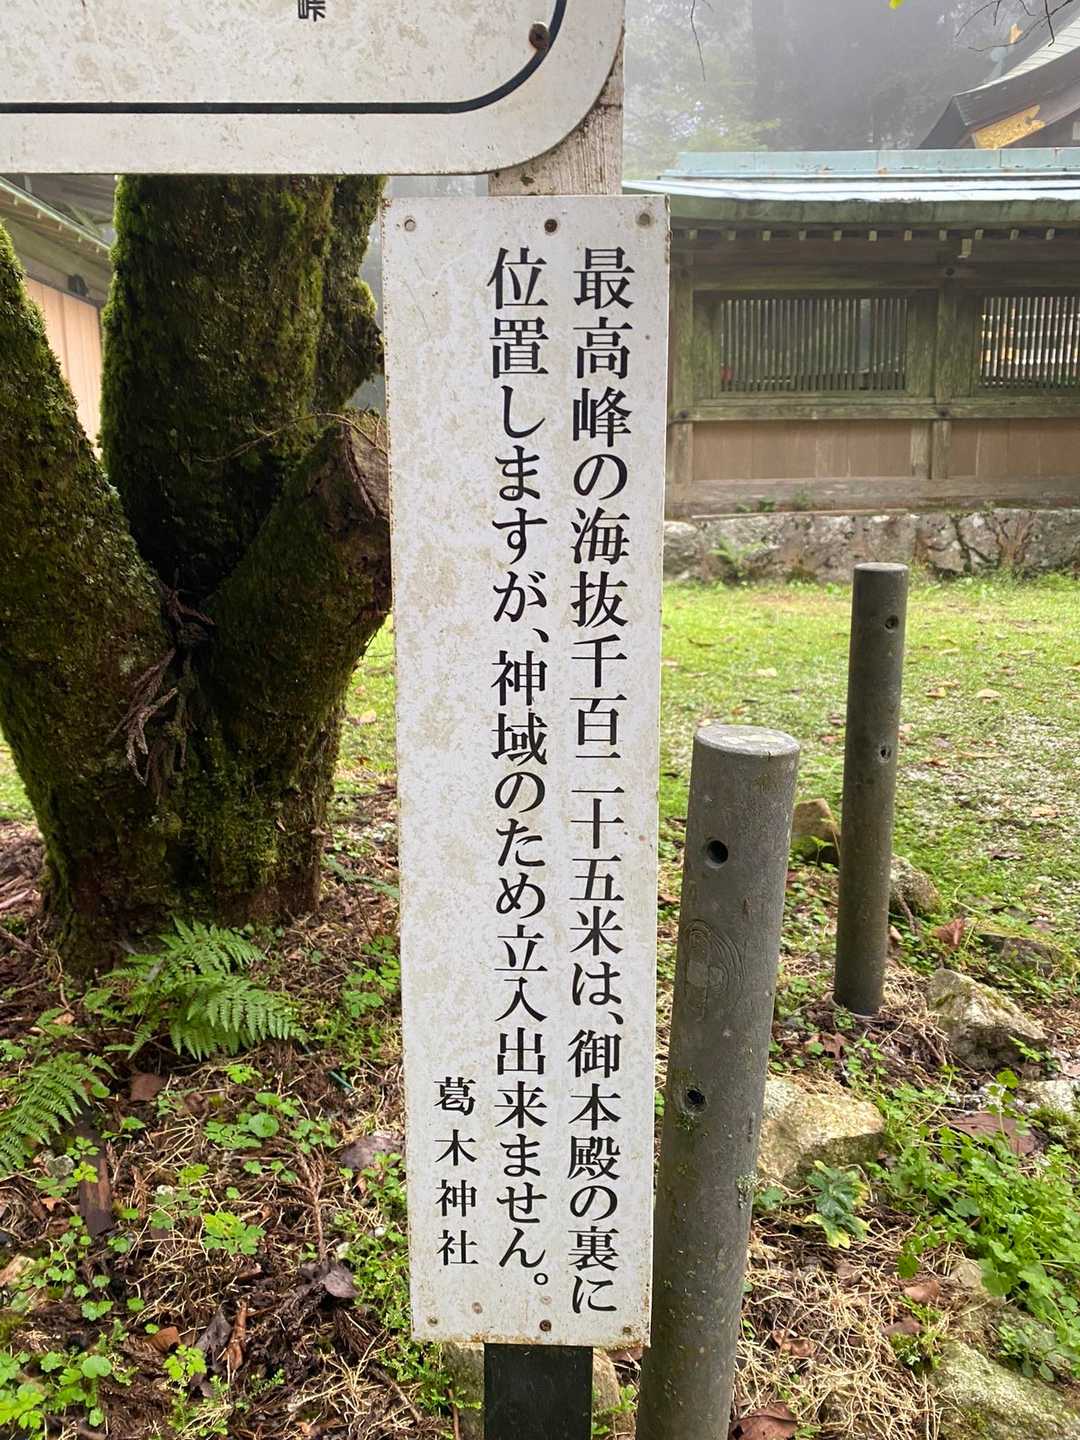 峠
最高峰の海抜千百二十五米は、御本殿の裏に
位置しますが、神域のため立入出来ません。
葛木神社